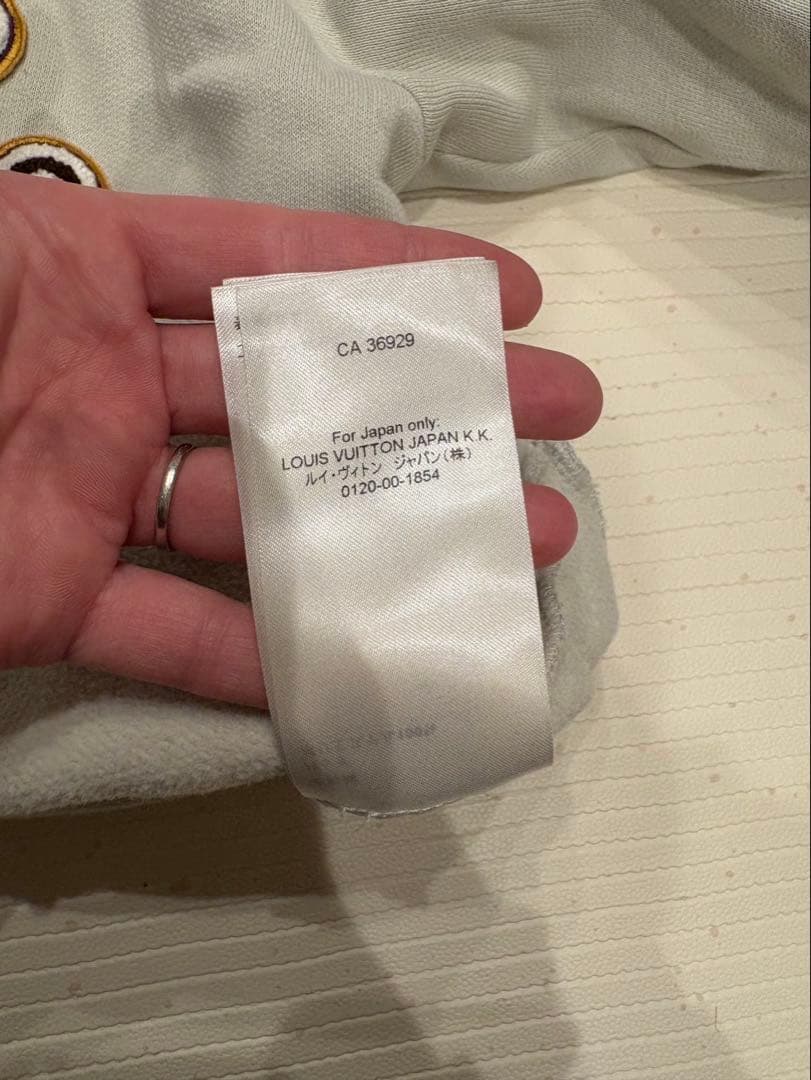 CA 36929
For Japan only:
LOUIS VUITTON JAPAN K.K.
ルイ・ヴィトン ジャパン(株)
0120-00-1854